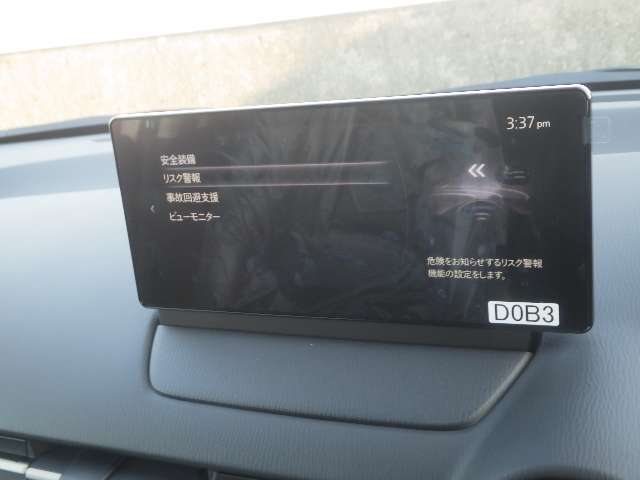 3:37pm
安全装備
リスク警報
事故回避支援
ビューモニター
危険をお知らせするリスク警報
機能の設定をします。
D0B3